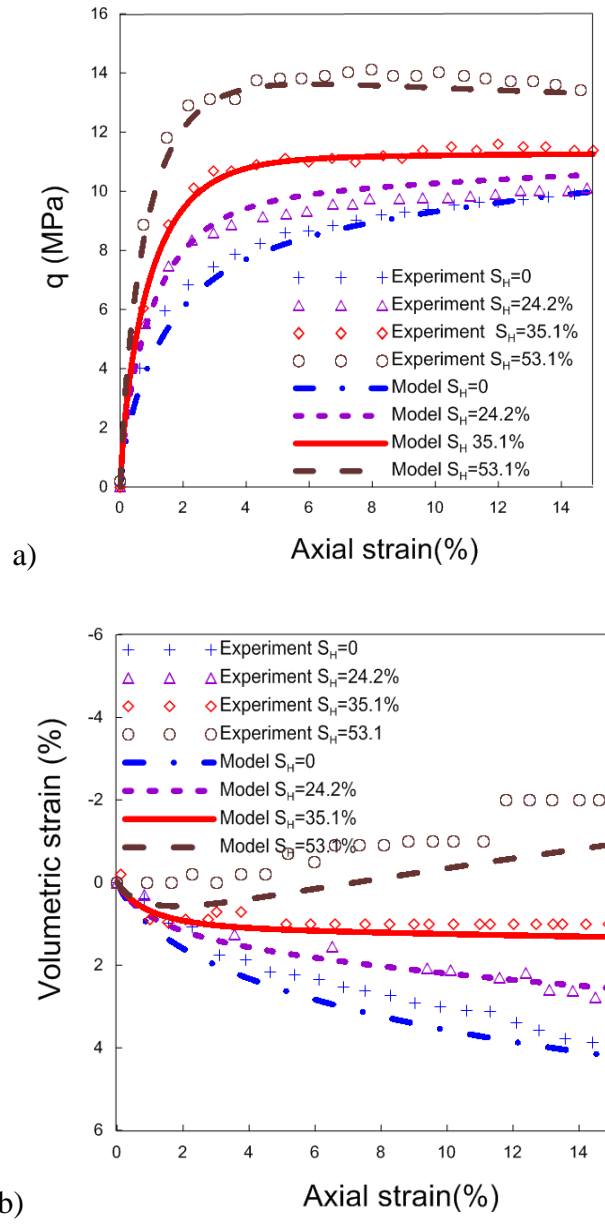 16
14
12
10
8
6
4
2
0
q (MPa)
Experiment S_H=0
Experiment S_H=24.2%
Experiment S_H=35.1%
Experiment S_H=53.1%
Model S_H=0
Model S_H=24.2%
Model S_H 35.1%
Model S_H=53.1%
0 2 4 6 8 10 12 14
Axial strain(%)
a)
-6
-4
-2
0
2
4
6
Volumetric strain (%)
Experiment S_H=0
Experiment S_H=24.2%
Experiment S_H=35.1%
Experiment S_H=53.1
Model S_H=0
Model S_H=24.2%
Model S_H=35.1%
Model S_H=53.1%
0 2 4 6 8 10 12 14
Axial strain(%)
b)